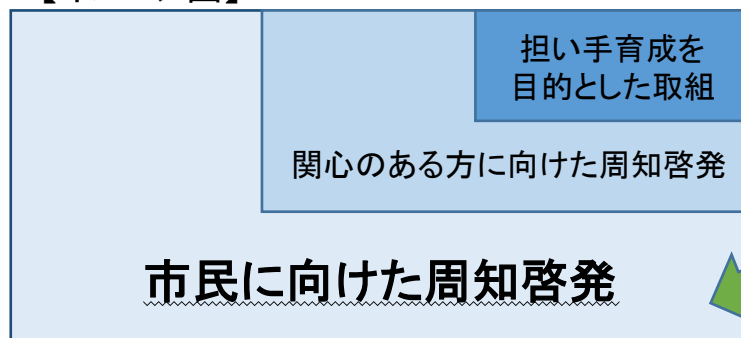 担い手育成を
目的とした取組
関心のある方に向けた周知啓発
市民に向けた周知啓発